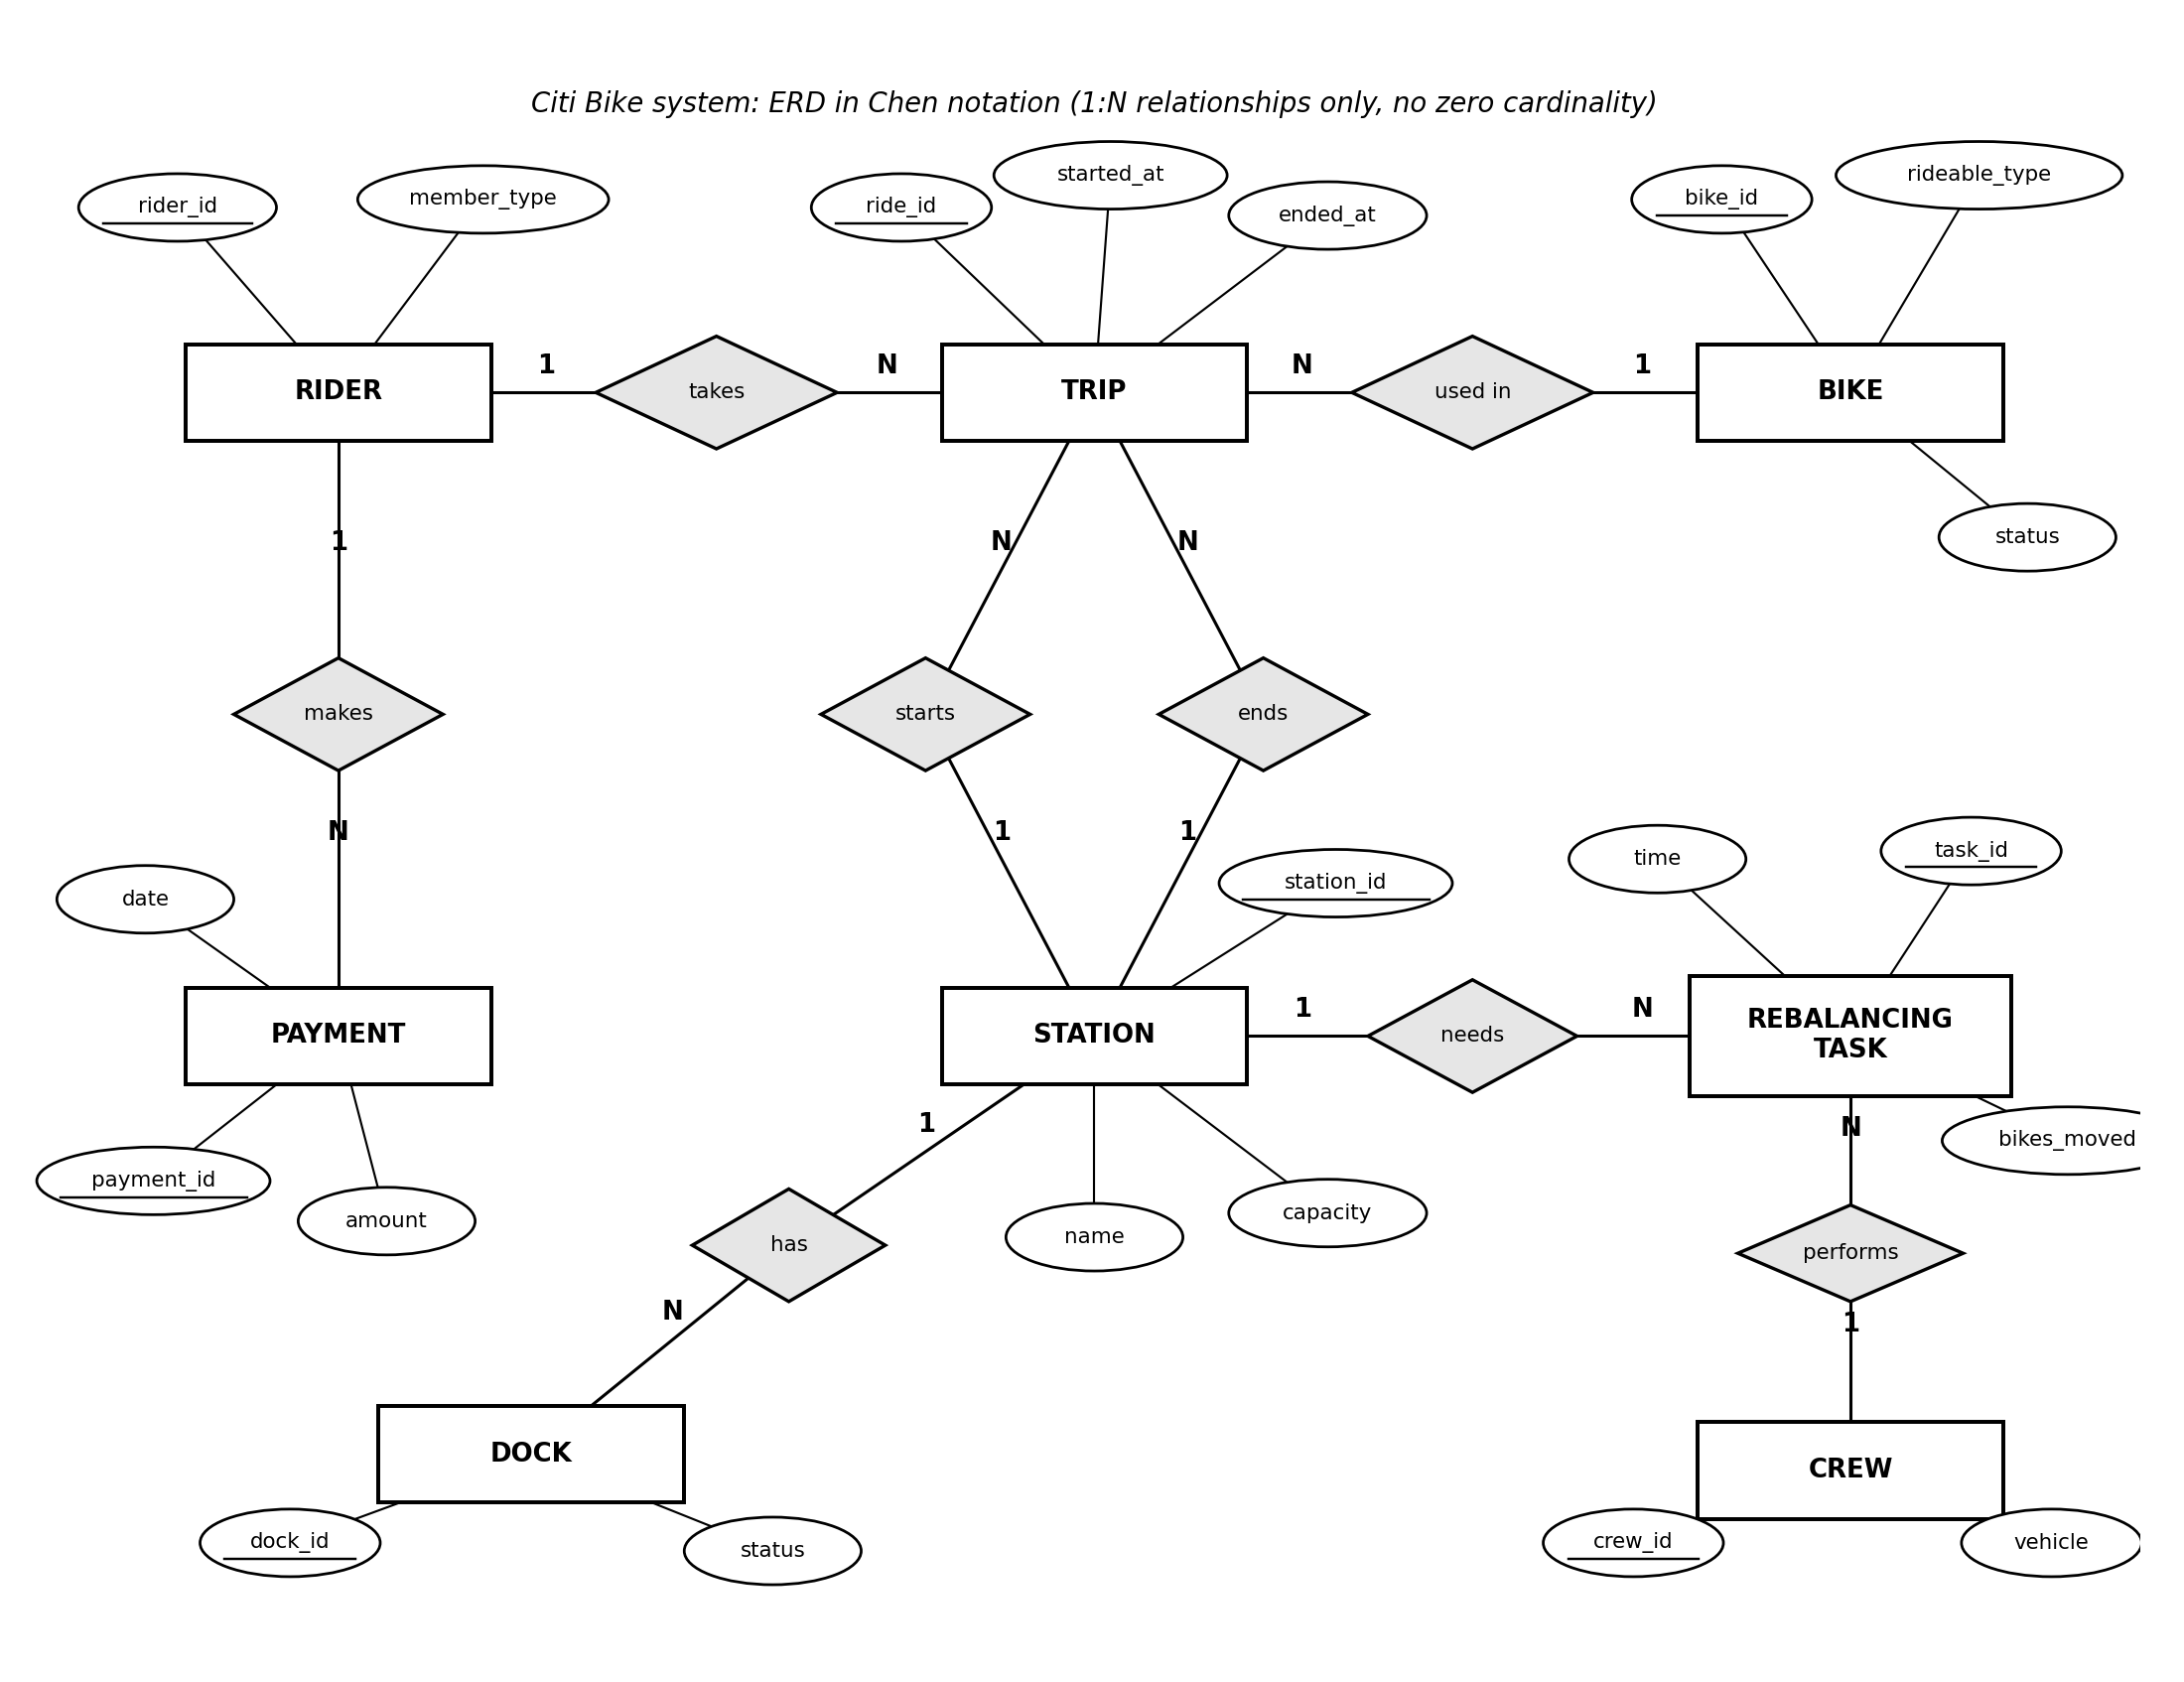 Citi Bike system: ERD in Chen notation (1:N relationships only, no zero cardinality)
rider_id
member_type
ride_id
started_at
ended_at
bike_id
rideable_type
RIDER
1
takes
N
TRIP
N
used in
1
BIKE
status
1
N
N
makes
starts
ends
N
1
1
date
station_id
time
task_id
PAYMENT
STATION
1
needs
N
REBALANCING
TASK
payment_id
amount
1
name
capacity
N
bikes_moved
has
performs
N
1
DOCK
CREW
dock_id
status
crew_id
vehicle